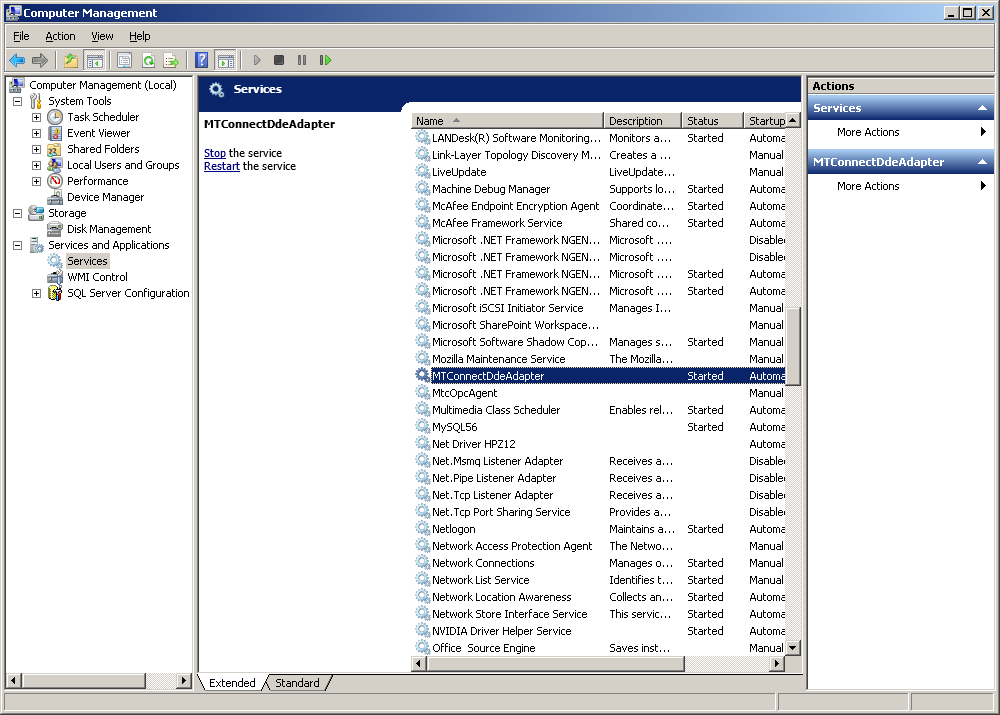 Computer Management
File Action View Help
Computer Management (Local)
System Tools
Task Scheduler
Event Viewer
Shared Folders
Local Users and Groups
Performance
Device Manager
Storage
Disk Management
Services and Applications
Services
WMI Control
SQL Server Configuration
Services
MTConnectDdeAdapter
Stop the service
Restart the service
Name Description Status Startup
LANDesk(R) Software Monitoring... Monitors a... Started Automa
Link-Layer Topology Discovery M... Creates a ... Manual
LiveUpdate LiveUpdate... Manual
Machine Debug Manager Supports lo... Started Automa
McAfee Endpoint Encryption Agent Coordinate... Started Automa
McAfee Framework Service Shared co... Started Automa
Microsoft .NET Framework NGEN... Microsoft .... Disable
Microsoft .NET Framework NGEN... Microsoft .... Disable
Microsoft .NET Framework NGEN... Microsoft .... Started Automa
Microsoft .NET Framework NGEN... Microsoft .... Started Automa
Microsoft iSCSI Initiator Service Manages I... Manual
Microsoft SharePoint Workspace... Manual
Microsoft Software Shadow Cop... Manages s... Started Manual
Mozilla Maintenance Service The Mozilla... Manual
MTConnectDdeAdapter Started Automa
MtcOpcAgent Manual
Multimedia Class Scheduler Enables rel... Started Automa
MySQL56 Started Automa
Net Driver HPZ12 Automa
Net.Msmq Listener Adapter Receives a... Disable
Net.Pipe Listener Adapter Receives a... Disable
Net.Tcp Listener Adapter Receives a... Disable
Net.Tcp Port Sharing Service Provides a... Disable
Netlogon Maintains a... Started Automa
Network Access Protection Agent The Netwo... Manual
Network Connections Manages o... Started Manual
Network List Service Identifies t... Started Manual
Network Location Awareness Collects an... Started Automa
Network Store Interface Service This servic... Started Automa
NVIDIA Driver Helper Service Started Automa
Office Source Engine Saves inst... Manual
Extended Standard
Actions
Services
More Actions
MTConnectDdeAdapter
More Actions